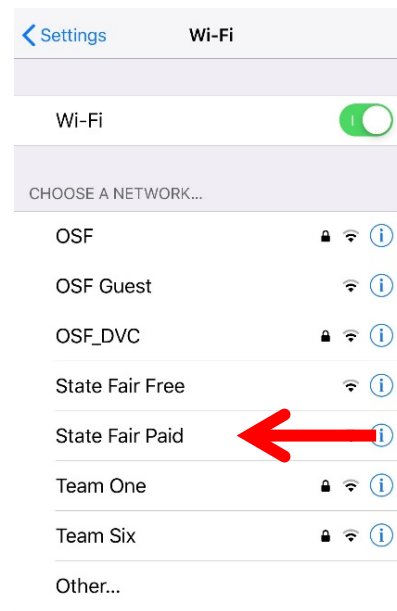 Settings Wi-Fi
Wi-Fi
CHOOSE A NETWORK...
OSF
OSF Guest
OSF_DVC
State Fair Free
State Fair Paid
Team One
Team Six
Other...